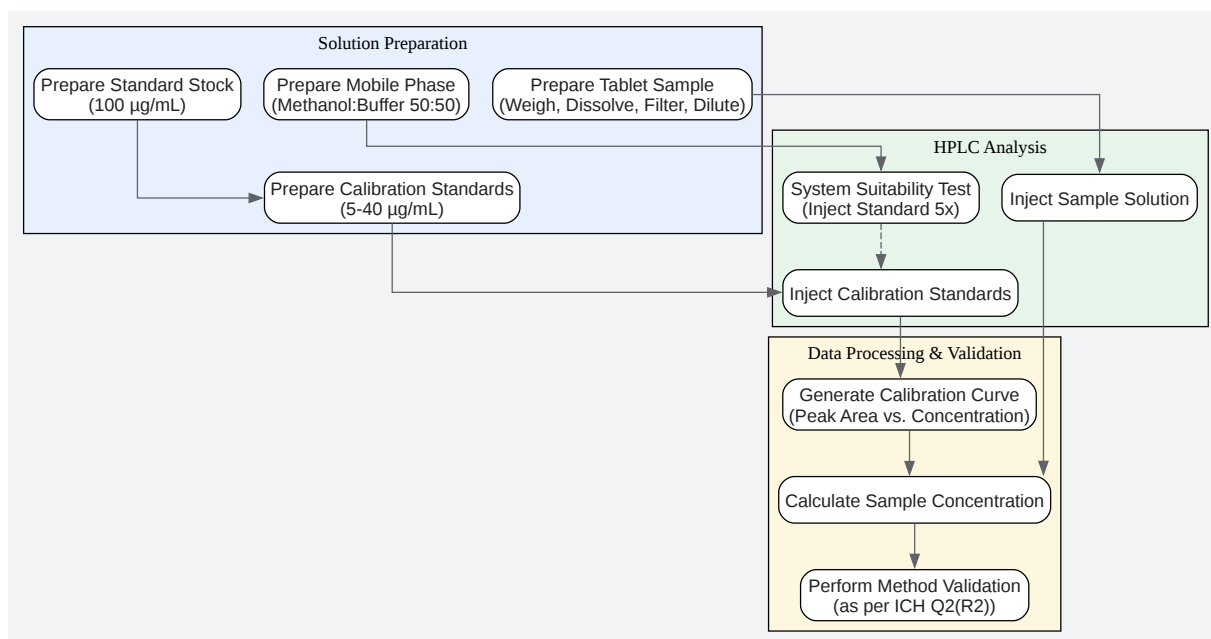 Solution Preparation
Prepare Standard Stock
(100 µg/mL)
Prepare Mobile Phase
(Methanol:Buffer 50:50)
Prepare Tablet Sample
(Weigh, Dissolve, Filter, Dilute)
Prepare Calibration Standards
(5-40 µg/mL)
HPLC Analysis
System Suitability Test
(Inject Standard 5x)
Inject Sample Solution
Inject Calibration Standards
Data Processing & Validation
Generate Calibration Curve
(Peak Area vs. Concentration)
Calculate Sample Concentration
Perform Method Validation
(as per ICH Q2(R2))